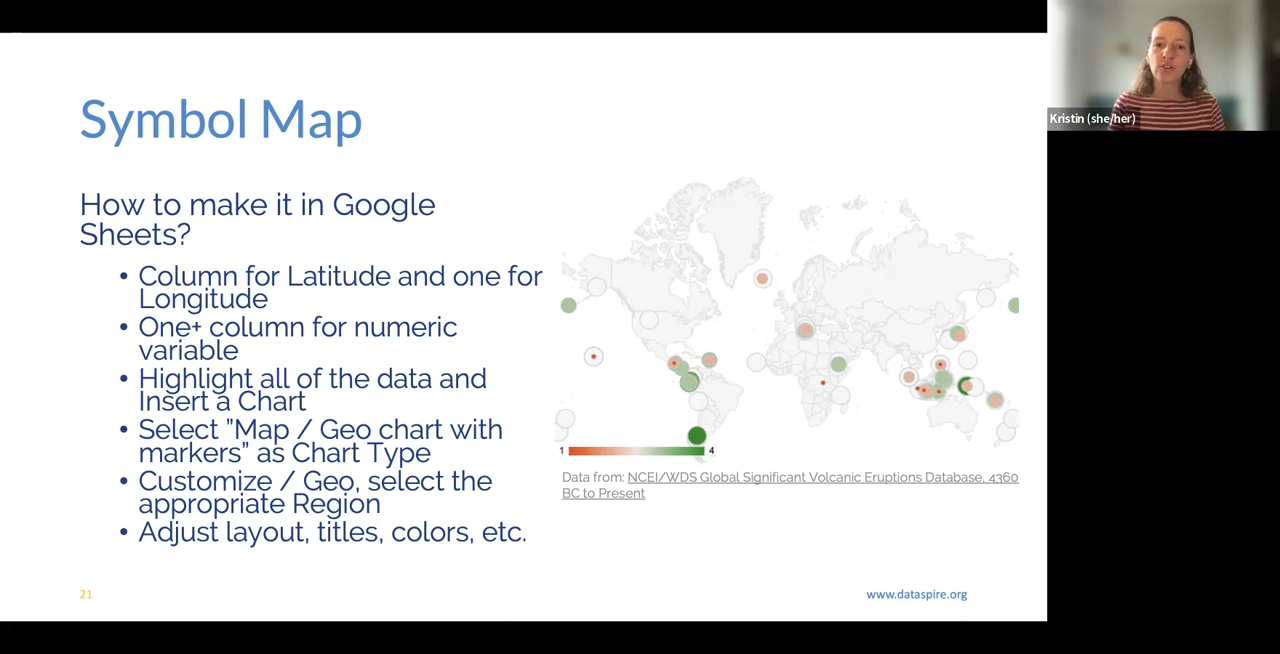 Symbol Map
How to make it in Google
Sheets?
• Column for Latitude and one for
Longitude
• One+ column for numeric
variable
• Highlight all of the data and
Insert a Chart
• Select ”Map / Geo chart with
markers” as Chart Type
• Customize / Geo, select the
appropriate Region
• Adjust layout, titles, colors, etc.
1 4
Data from: NCEI/WDS Global Significant Volcanic Eruptions Database, 4360
BC to Present
21
www.dataspire.org
Kristin (she/her)